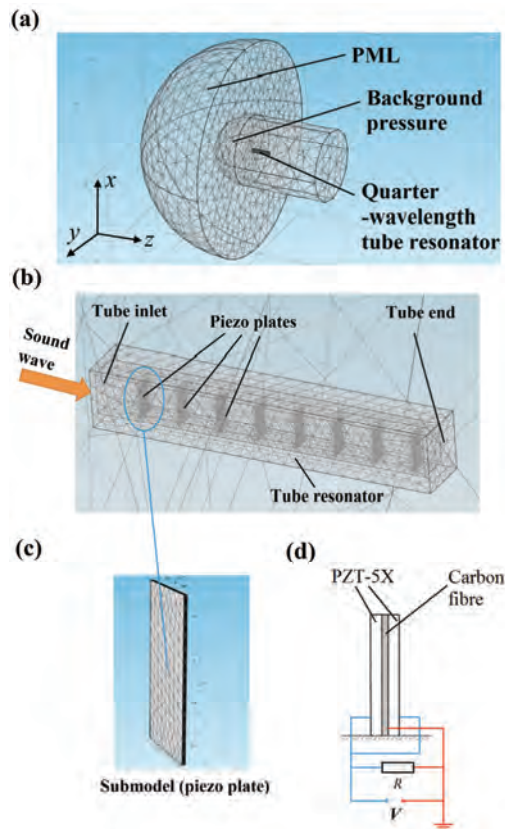 (a)
PML
Background
pressure
Quarter
-wavelength
tube resonator
x
y
z
(b)
Tube inlet
Piezo plates
Tube end
Sound
wave
Tube resonator
(c)
Submodel (piezo plate)
(d)
PZT-5X
Carbon
fibre
R
V